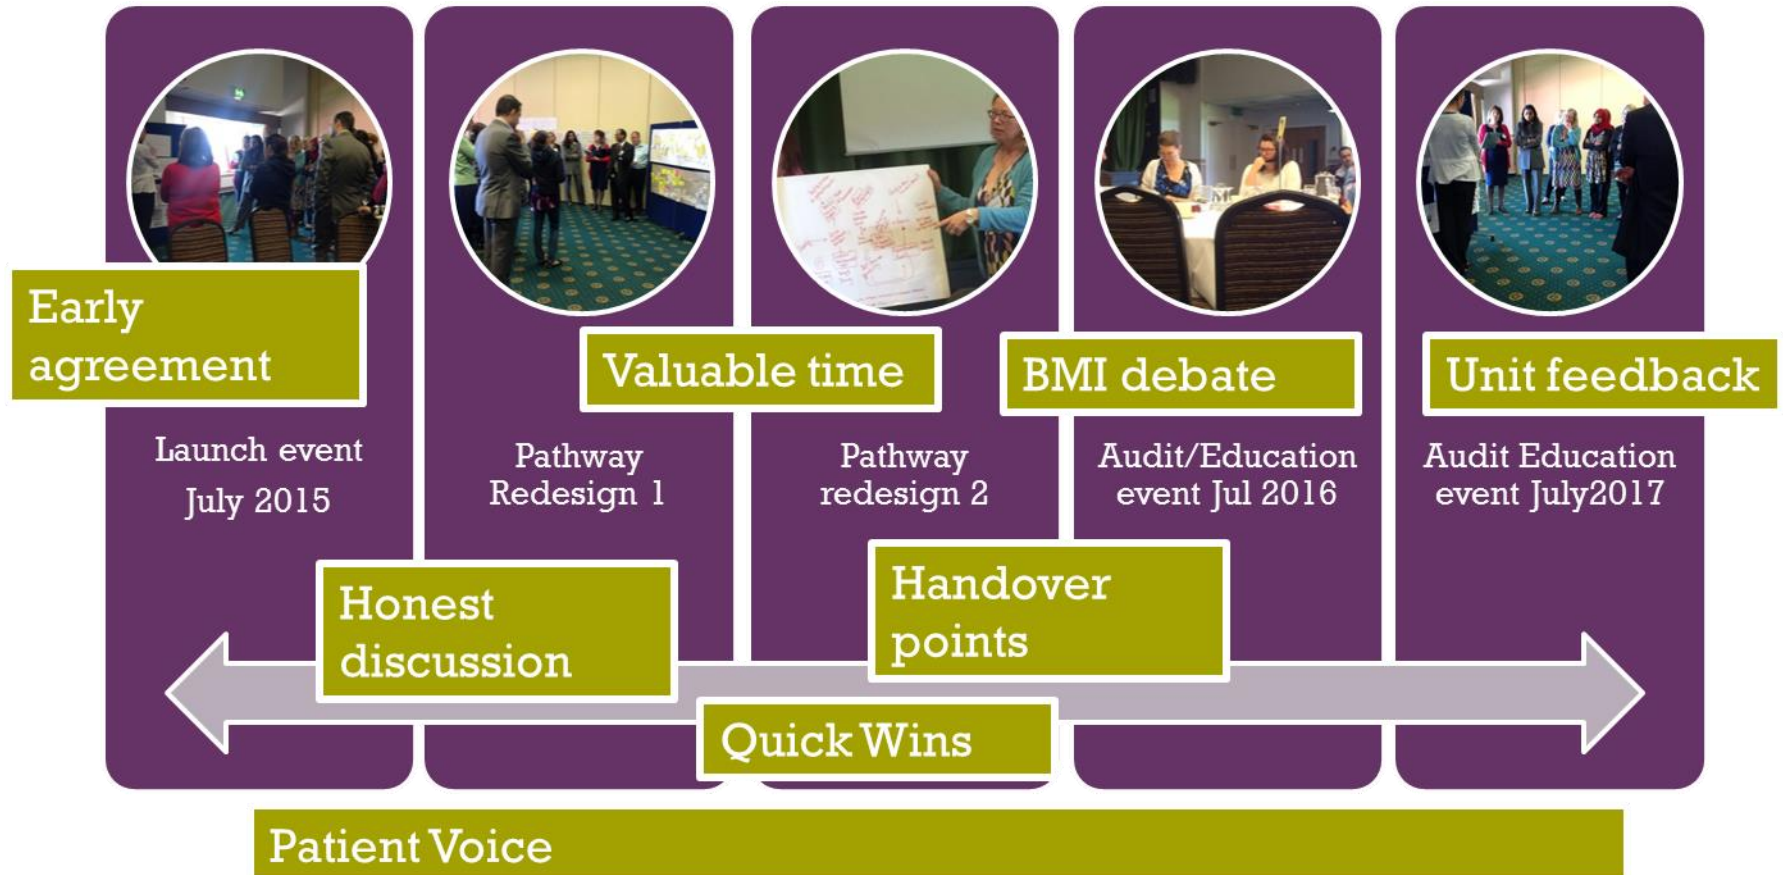 Early
agreement
Valuable time
BMI debate
Unit feedback
Launch event
July 2015
Pathway
Redesign 1
Pathway
redesign 2
Audit/Education
event Jul 2016
Audit Education
event July2017
Honest
discussion
Handover
points
Quick Wins
Patient Voice